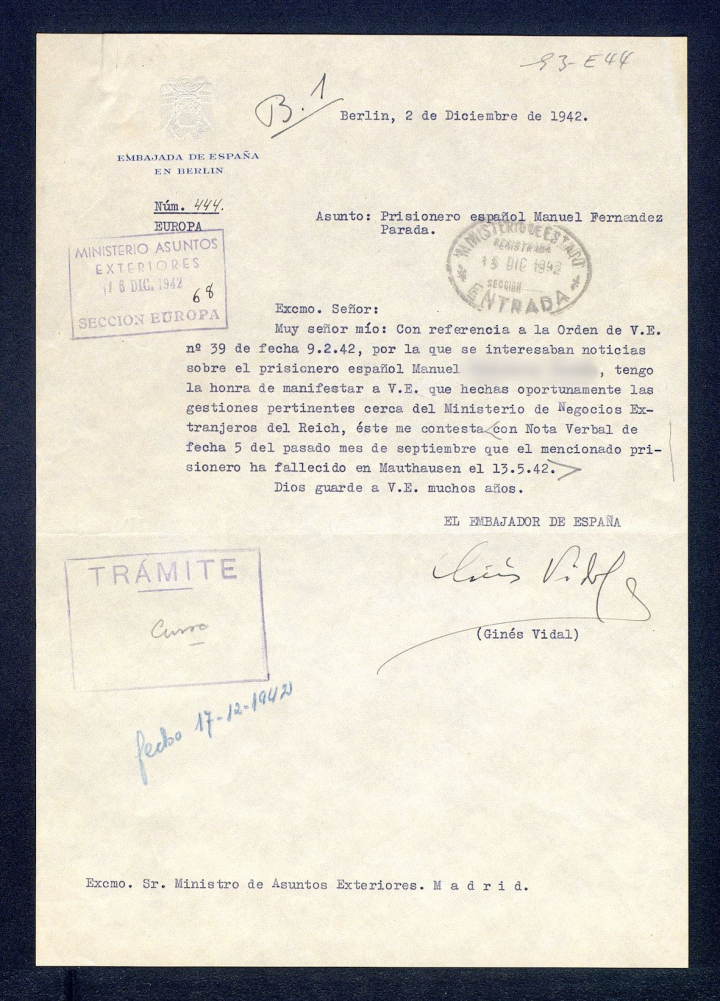 93-E44
B.1
Berlin, 2 de Diciembre de 1942.
EMBAJADA DE ESPAÑA
EN BERLIN
Núm. 444.
EUROPA
Asunto: Prisionero español Manuel Fernandez
Parada.
MINISTERIO ASUNTOS
EXTERIORES
16 DIC. 1942
68
SECCION EUROPA
MINISTERIO DE ESTADO
REGISTRADA
15 DIC 1942
SECCION
ENTRADA
Excmo. Señor:
Muy señor mío: Con referencia a la Orden de V.E.
nº 39 de fecha 9.2.42, por la que se interesaban noticias
sobre el prisionero español Manuel , tengo
la honra de manifestar a V.E. que hechas oportunamente las
gestiones pertinentes cerca del Ministerio de Negocios Ex-
tranjeros del Reich, éste me contesta con Nota Verbal de
fecha 5 del pasado mes de septiembre que el mencionado pri-
sionero ha fallecido en Mauthausen el 13.5.42.
Dios guarde a V.E. muchos años.
EL EMBAJADOR DE ESPAÑA
Ginés Vidal
(Ginés Vidal)
TRÁMITE
Curso
fecho 17-12-1942
Excmo. Sr. Ministro de Asuntos Exteriores. M a d r i d.